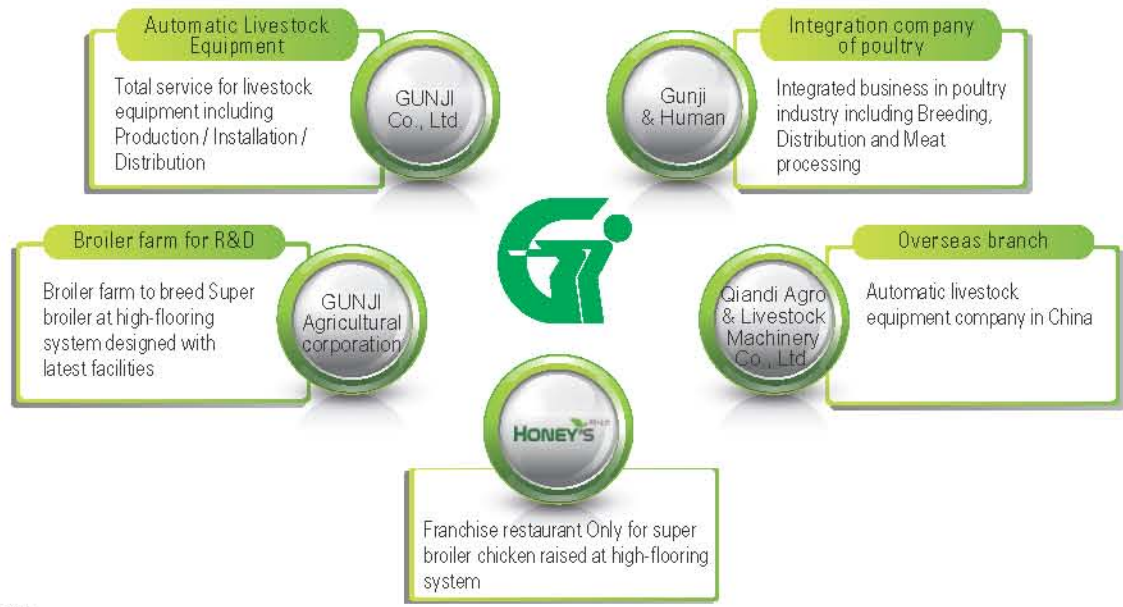 Automatic Livestock
Equipment
Total service for livestock
equipment including
Production / Installation /
Distribution
GUNJI
Co., Ltd
Integration company
of poultry
Gunji
& Human
Integrated business in poultry
industry including Breeding,
Distribution and Meat
processing
Broiler farm for R&D
Broiler farm to breed Super
broiler at high-flooring
system designed with
latest facilities
GUNJI
Agricultural
corporation
Overseas branch
Qiandi Agro
& Livestock
Machinery
Co., Ltd
Automatic livestock
equipment company in China
HONEY'S
Franchise restaurant Only for super
broiler chicken raised at high-flooring
system